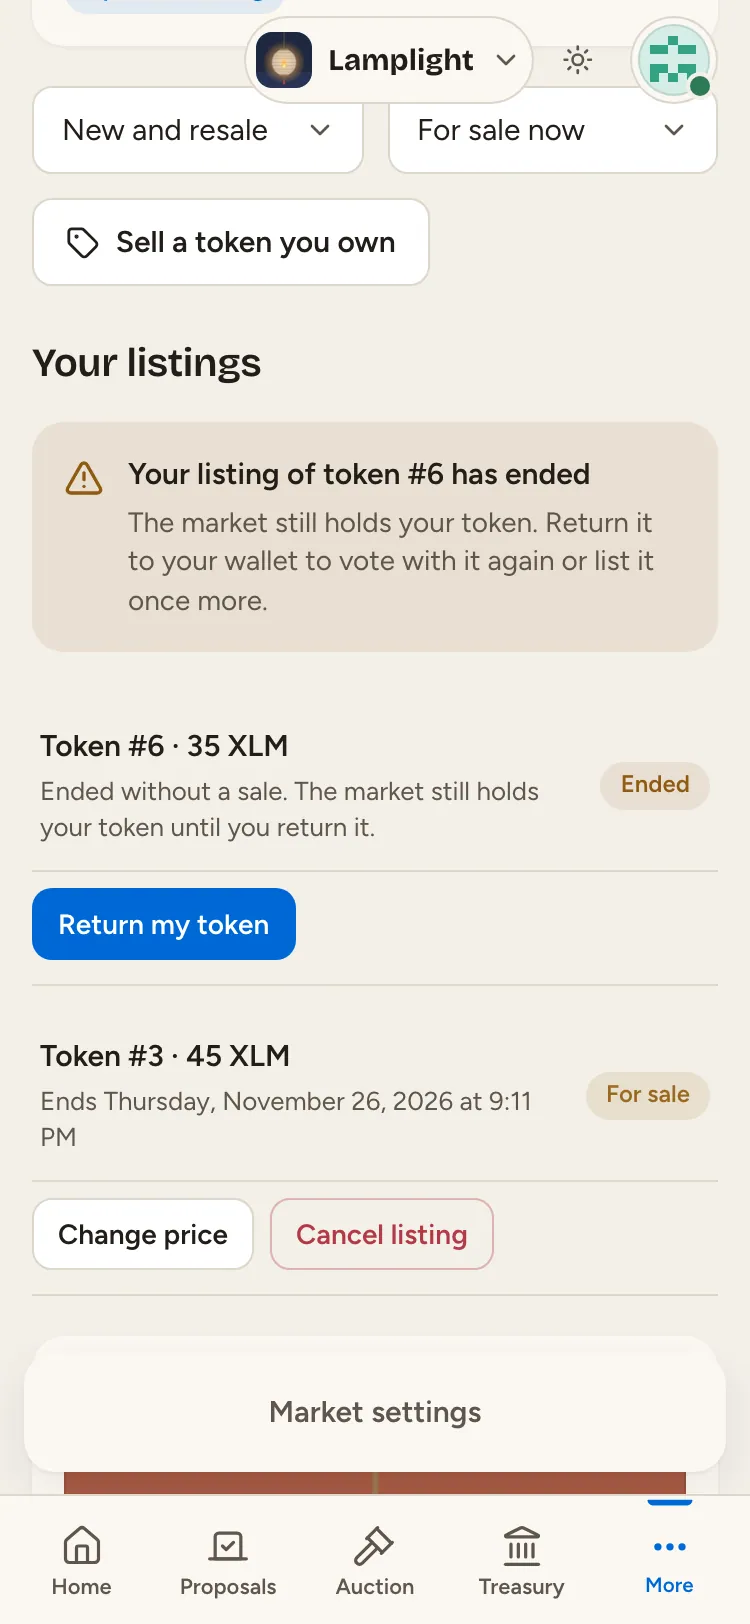 Lamplight
New and resale
For sale now
Sell a token you own
Your listings
Your listing of token #6 has ended
The market still holds your token. Return it
to your wallet to vote with it again or list it
once more.
Token #6 · 35 XLM
Ended without a sale. The market still holds
your token until you return it.
Ended
Return my token
Token #3 · 45 XLM
Ends Thursday, November 26, 2026 at 9:11
PM
For sale
Change price
Cancel listing
Market settings
Home
Proposals
Auction
Treasury
More